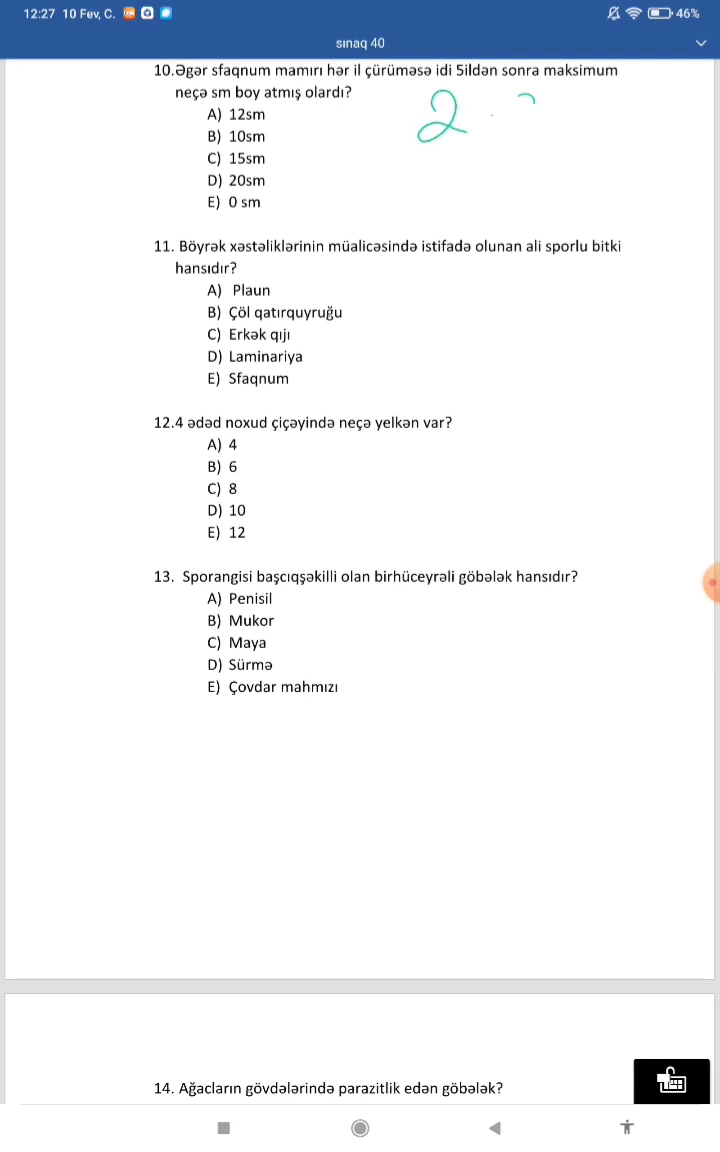 12:27 10 Fev, C.
46%
sınaq 40
10.Əgər sfaqnum mamırı hər il çürüməsə idi 5ildən sonra maksimum
neçə sm boy atmış olardı?
2
A) 12sm
B) 10sm
C) 15sm
D) 20sm
E) 0 sm
11. Böyrək xəstəliklərinin müalicəsində istifadə olunan ali sporlu bitki
hansıdır?
A) Plaun
B) Çöl qatırquyruğu
C) Erkək qıjı
D) Laminariya
E) Sfaqnum
12.4 ədəd noxud çiçəyində neçə yelkən var?
A) 4
B) 6
C) 8
D) 10
E) 12
13. Sporangisi başcıqşəkilli olan birhüceyrəli göbələk hansıdır?
A) Penisil
B) Mukor
C) Maya
D) Sürmə
E) Çovdar mahmızı
14. Ağacların gövdələrində parazitlik edən göbələk?